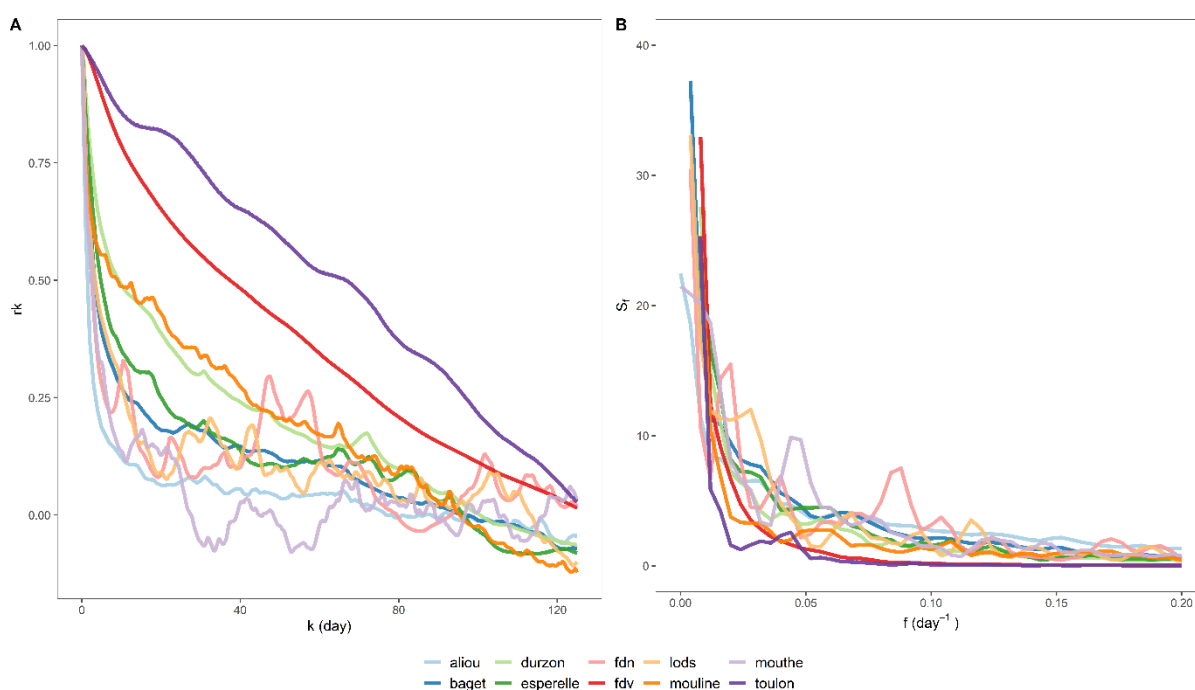 A
1.00
0.75
0.50
0.25
0.00
rk
0 40 80 120
k (day)
B
40
30
20
10
0
S_f
0.00 0.05 0.10 0.15 0.20
f (day⁻¹ )
aliou durzon fdn lods mouthe
baget esperelle fdv mouline toulon